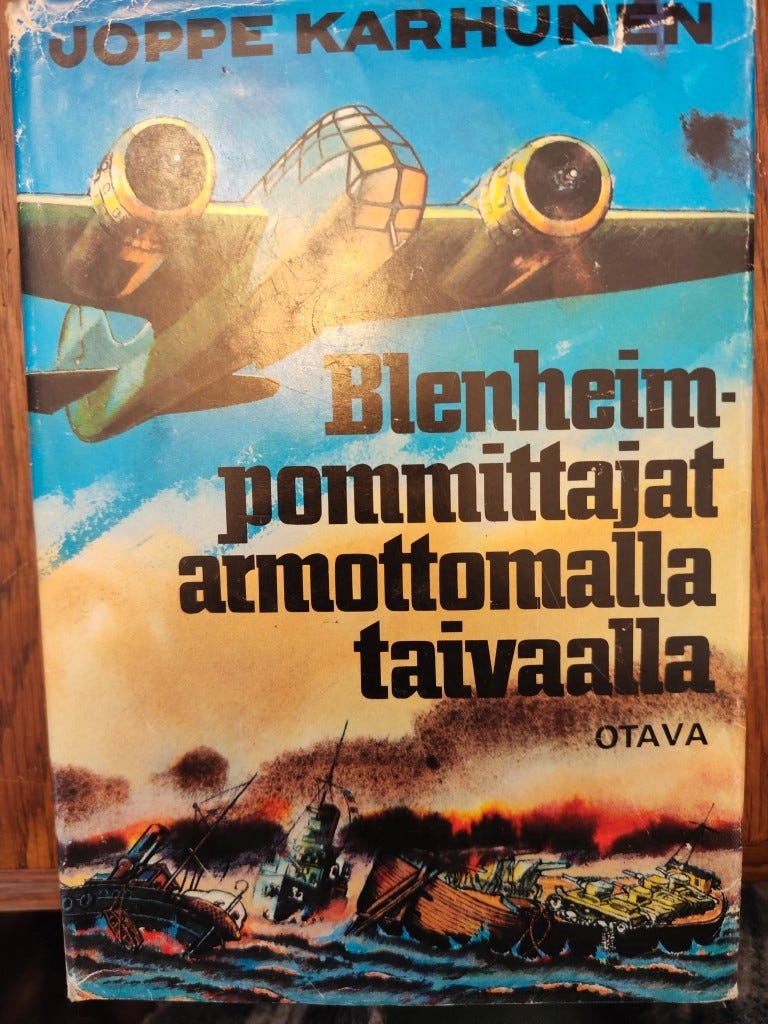 JOPPE KARHUNEN
Blenheim-
pommittajat
armottomalla
taivaalla
OTAVA